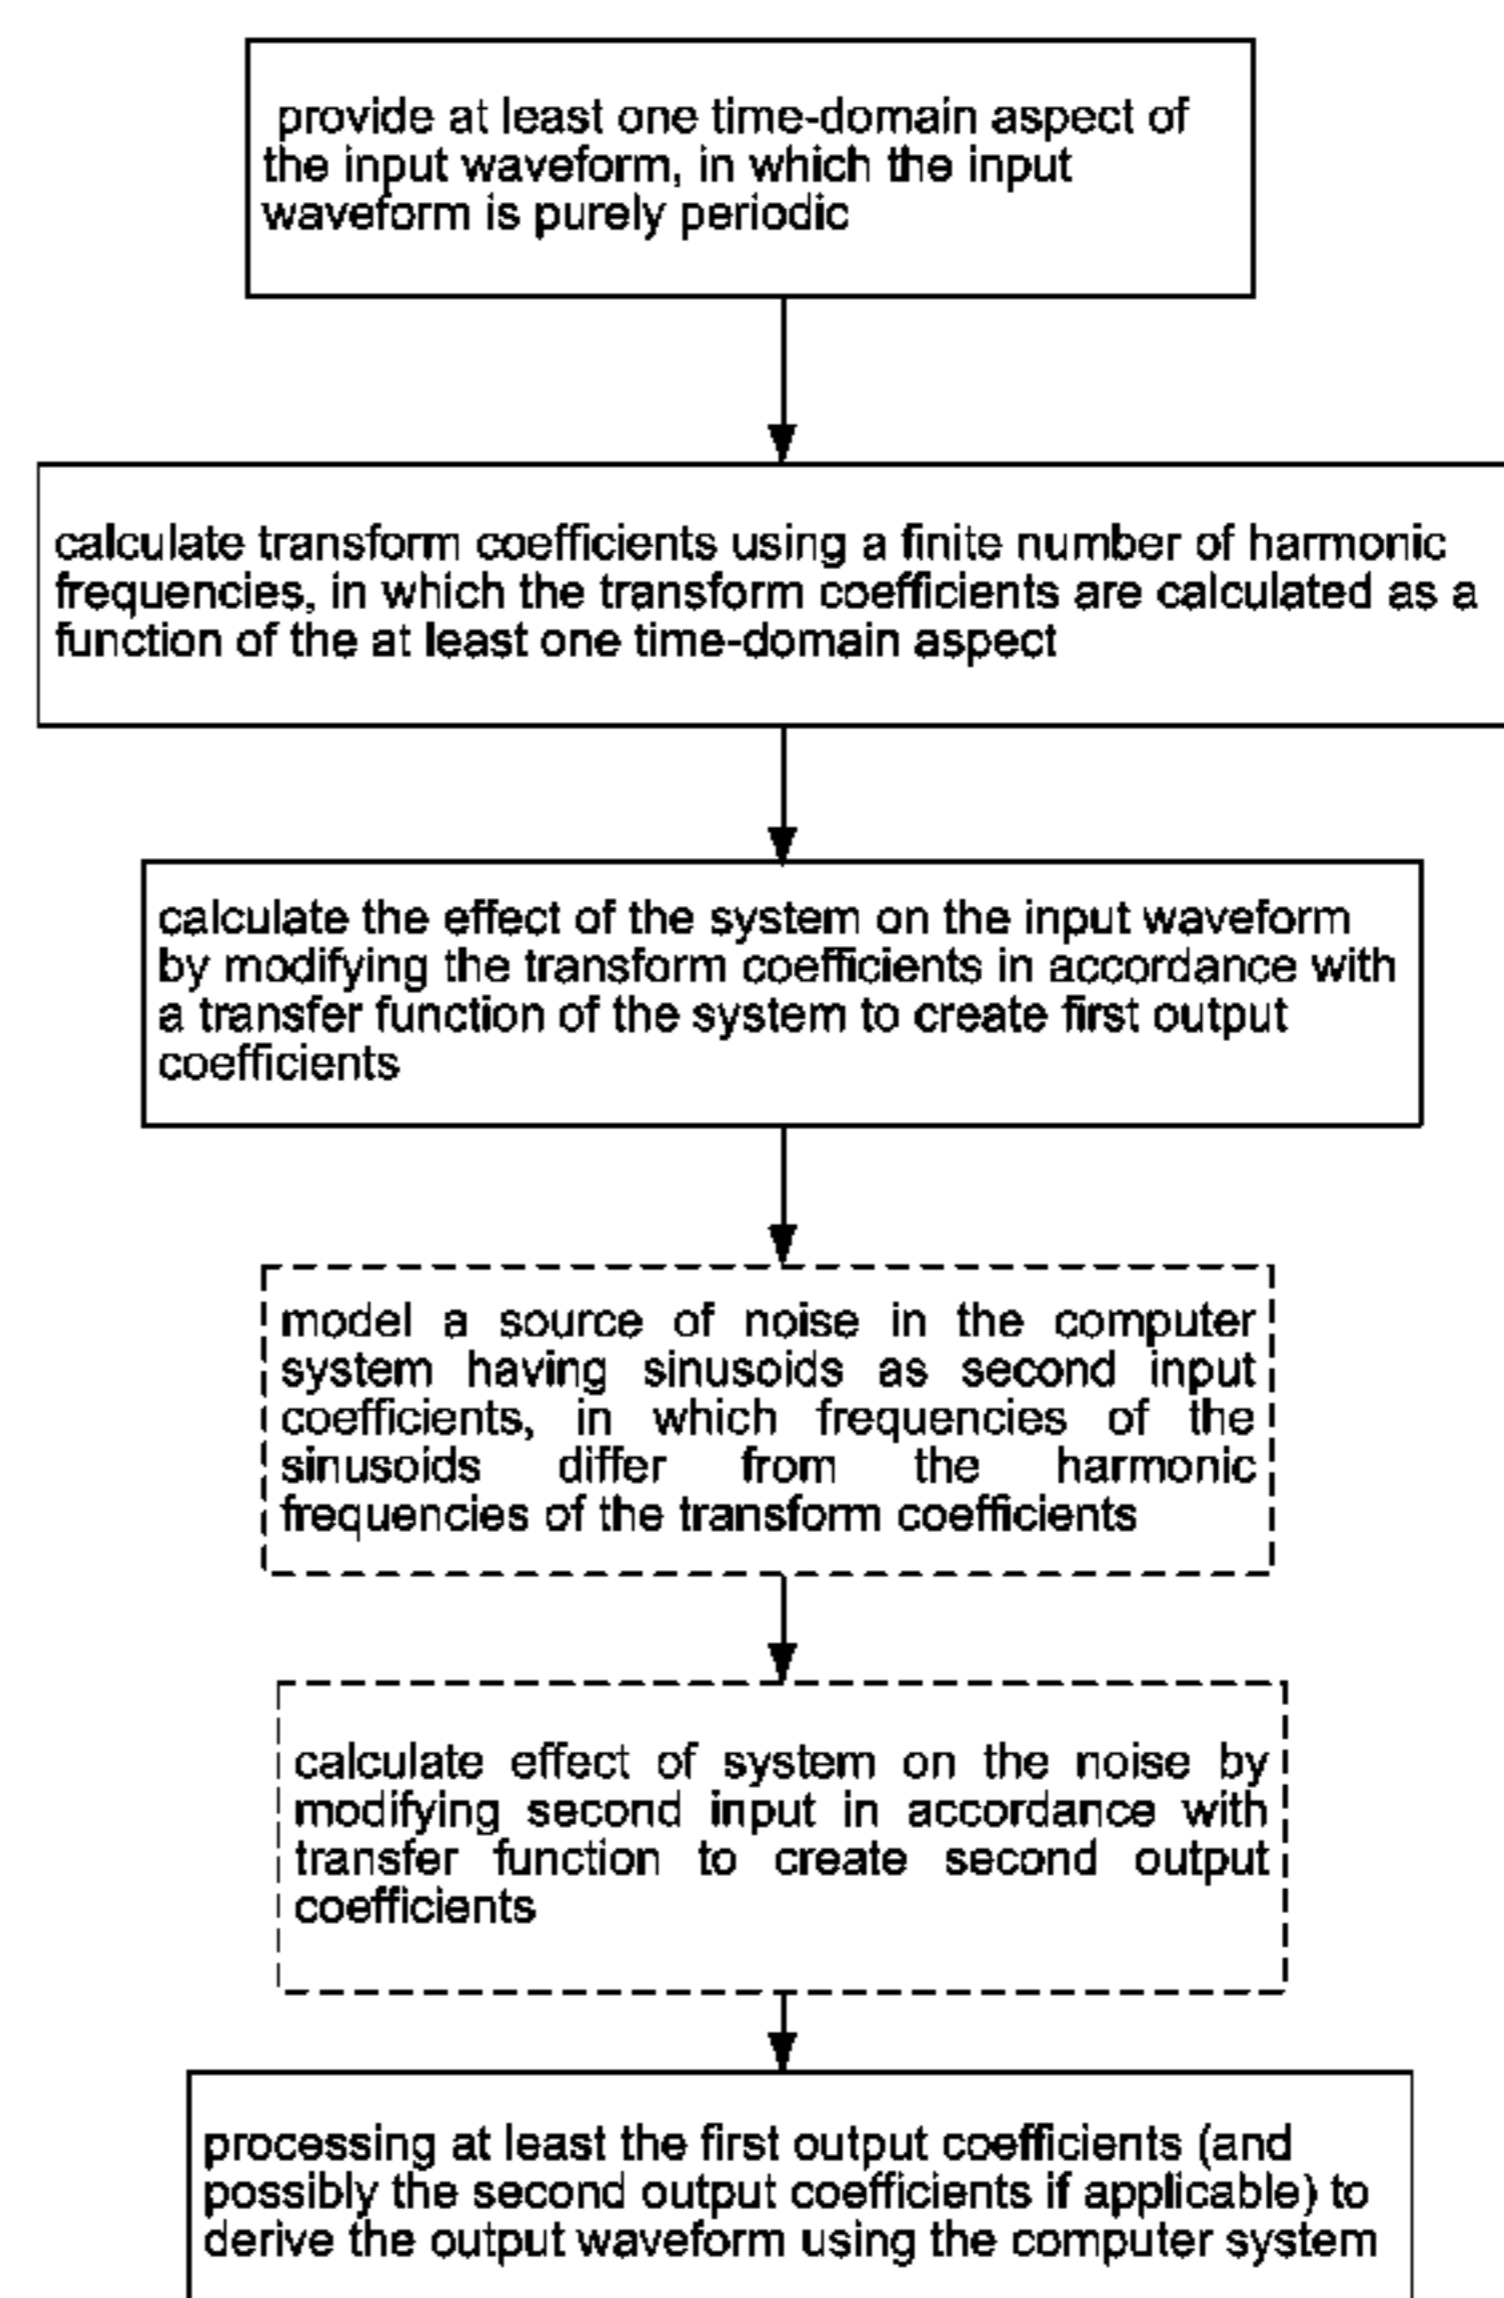 provide at least one time-domain aspect of
the input waveform, in which the input
waveform is purely periodic
calculate transform coefficients using a finite number of harmonic
frequencies, in which the transform coefficients are calculated as a
function of the at least one time-domain aspect
calculate the effect of the system on the input waveform
by modifying the transform coefficients in accordance with
a transfer function of the system to create first output
coefficients
model a source of noise in the computer
system having sinusoids as second input
coefficients, in which frequencies of the
sinusoids differ from the harmonic
frequencies of the transform coefficients
calculate effect of system on the noise by
modifying second input in accordance with
transfer function to create second output
coefficients
processing at least the first output coefficients (and
possibly the second output coefficients if applicable) to
derive the output waveform using the computer system